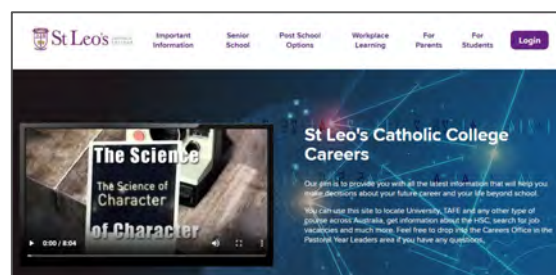 St Leo's CATHOLIC COLLEGE
Important Information
Senior School
Post School Options
Workplace Learning
For Parents
For Students
Login
The Science
The Science of
Character
of Character
0:00 / 8:04
St Leo's Catholic College
Careers
Our aim is to provide you with all the latest information that will help you
make decisions about your future career and your life beyond school.
You can use this site to locate University, TAFE and any other type of
course across Australia, get information about the HSC, search for job
vacancies and much more. Feel free to drop into the Careers Office in the
Pastoral Year Leaders area if you have any questions.